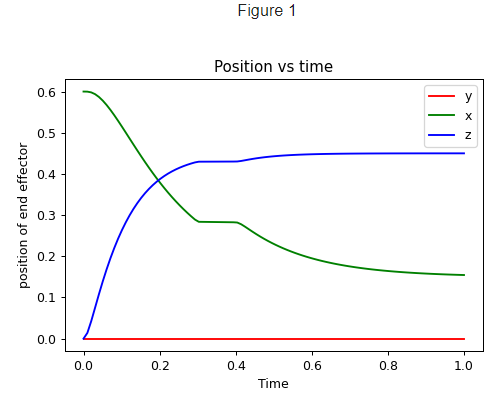 Figure 1
Position vs time
y
x
z
position of end effector
0.6
0.5
0.4
0.3
0.2
0.1
0.0
0.0 0.2 0.4 0.6 0.8 1.0
Time